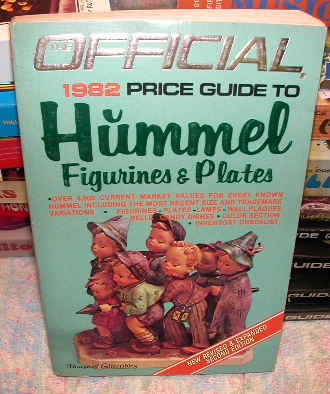 THE
OFFICIAL
1982 PRICE GUIDE TO
Hŭmmel
Figurines & Plates
• OVER 4,000 CURRENT MARKET VALUES FOR EVERY KNOWN
HUMMEL INCLUDING THE MOST RECENT SIZE AND TRADEMARK
VARIATIONS • FIGURINES • PLATES • LAMPS • WALL PLAQUES
BELLS CANDY DISHES • COLOR SECTION
• INVENTORY CHECKLIST
NEW REVISED & EXPANDED
SECOND EDITION
House of Collectibles